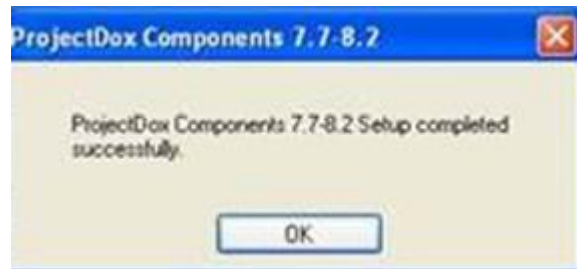 ProjectDox Components 7.7-8.2
ProjectDox Components 7.7-8.2 Setup completed
successfully.
OK